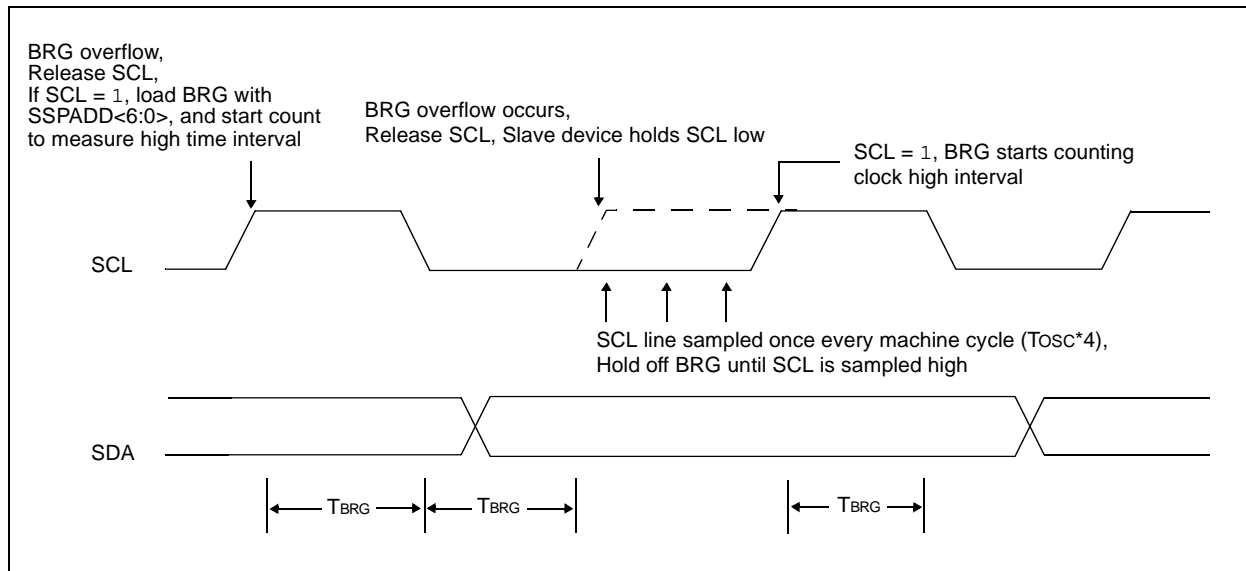 BRG overflow,
Release SCL,
If SCL = 1, load BRG with
SSPADD<6:0>, and start count
to measure high time interval
BRG overflow occurs,
Release SCL, Slave device holds SCL low
SCL = 1, BRG starts counting
clock high interval
SCL
SCL line sampled once every machine cycle (TOSC*4),
Hold off BRG until SCL is sampled high
SDA
TBRG
TBRG
TBRG